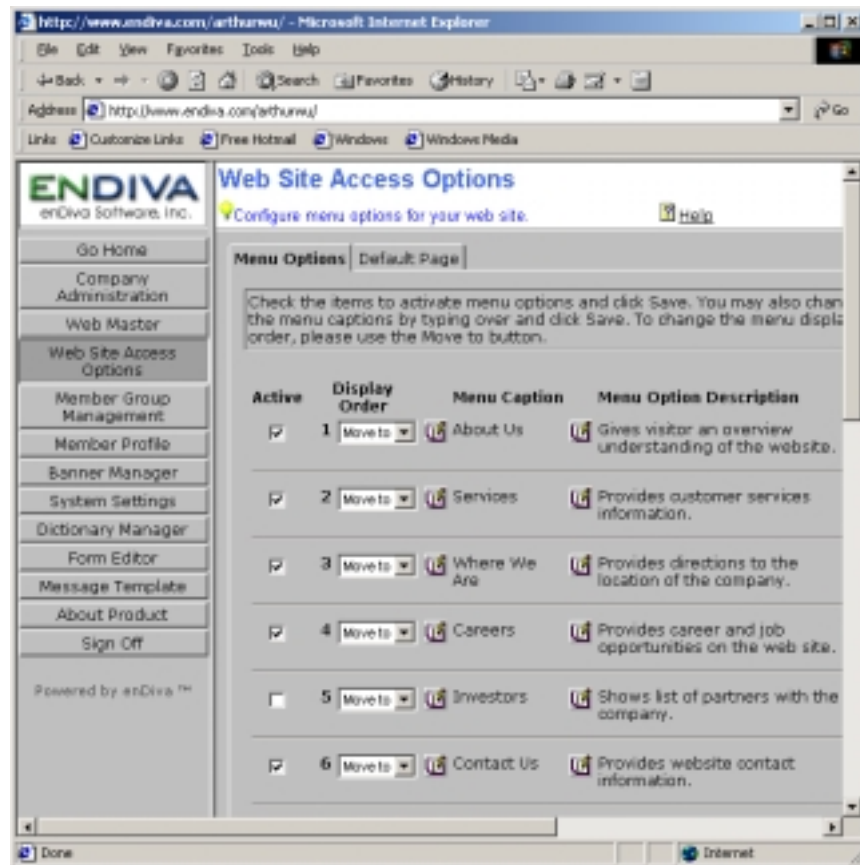 http://www.endiva.com/arthurwu/ - Microsoft Internet Explorer
File Edit View Favorites Tools Help
Back Search Favorites History
Address http://www.endiva.com/arthurwu/ Go
Links Customize Links Free Hotmail Windows Windows Media
ENDIVA
enDiva Software, Inc.
Go Home
Company
Administration
Web Master
Web Site Access
Options
Member Group
Management
Member Profile
Banner Manager
System Settings
Dictionary Manager
Form Editor
Message Template
About Product
Sign Off
Powered by enDiva ™
Web Site Access Options
Configure menu options for your web site. Help
Menu Options Default Page
Check the items to activate menu options and click Save. You may also chan
the menu captions by typing over and click Save. To change the menu displa
order, please use the Move to button.
Active Display Order Menu Caption Menu Option Description
1 Move to About Us Gives visitor an overview
understanding of the website.
2 Move to Services Provides customer services
information.
3 Move to Where We Are Provides directions to the
location of the company.
4 Move to Careers Provides career and job
opportunities on the web site.
5 Move to Investors Shows list of partners with the
company.
6 Move to Contact Us Provides website contact
information.
Done Internet